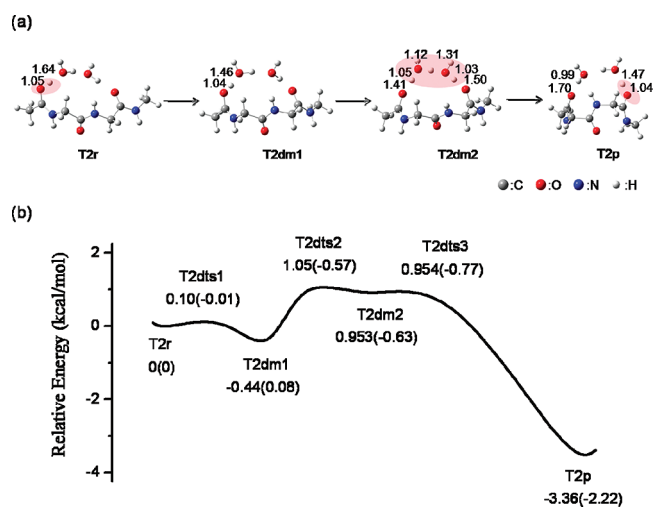 (a)
1.64
1.05
1.46
1.04
1.12 1.31
1.05 1.03
1.41 1.50
0.99 1.47
1.70 1.04
T2r T2dm1 T2dm2 T2p
:C :O :N :H
(b)
Relative Energy (kcal/mol)
2
0
-2
-4
T2r
0(0)
T2dts1
0.10(-0.01)
T2dm1
-0.44(0.08)
T2dts2
1.05(-0.57)
T2dm2
0.953(-0.63)
T2dts3
0.954(-0.77)
T2p
-3.36(-2.22)